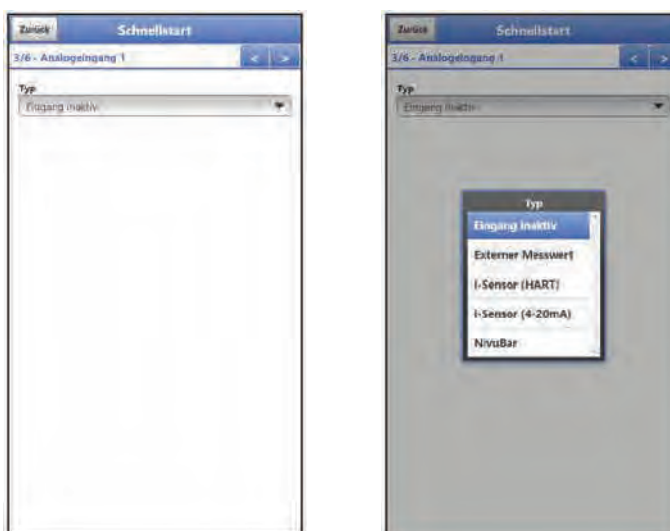 Zurück Schnellstart
3/6 - Analogeingang 1 < >
Typ
Eingang inaktiv
Zurück Schnellstart
3/6 - Analogeingang 1 < >
Typ
Eingang inaktiv
Typ
Eingang inaktiv
Externer Messwert
i-Sensor (HART)
i-Sensor (4-20mA)
NivuBar